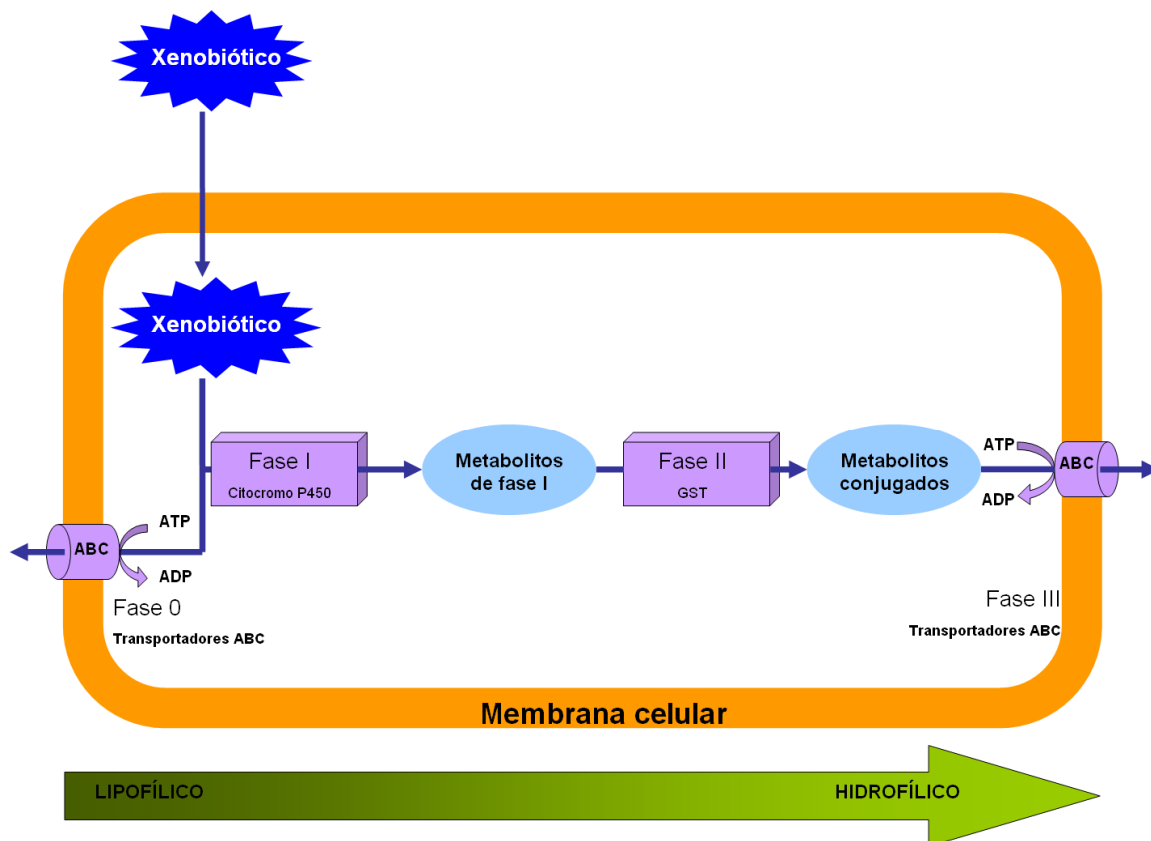 Xenobiótico
Xenobiótico
Fase I
Citocromo P450
Metabolitos
de fase I
Fase II
GST
Metabolitos
conjugados
ATP
ADP
ABC
ABC
ATP
ADP
Fase 0
Transportadores ABC
Fase III
Transportadores ABC
Membrana celular
LIPOFÍLICO
HIDROFÍLICO